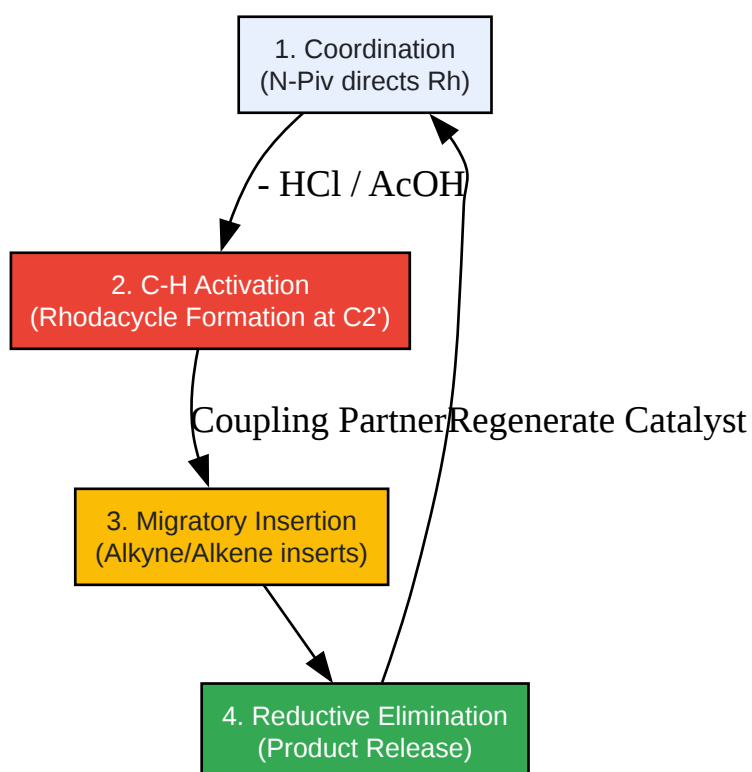 1. Coordination
(N-Piv directs Rh)
- HCl / AcOH
2. C-H Activation
(Rhodacycle Formation at C2')
Coupling Partner
Regenerate Catalyst
3. Migratory Insertion
(Alkyne/Alkene inserts)
4. Reductive Elimination
(Product Release)